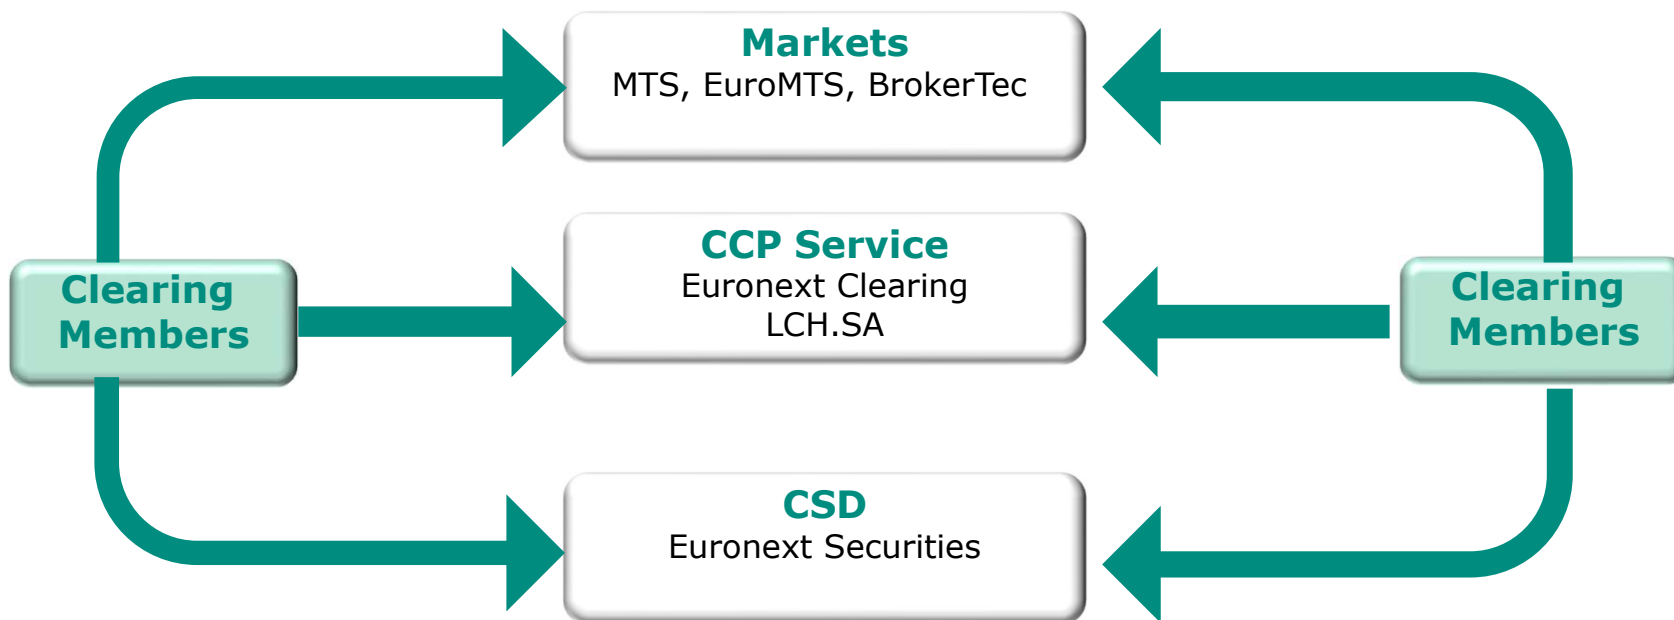 Markets
MTS, EuroMTS, BrokerTec
CCP Service
Euronext Clearing
LCH.SA
Clearing
Members
Clearing
Members
CSD
Euronext Securities